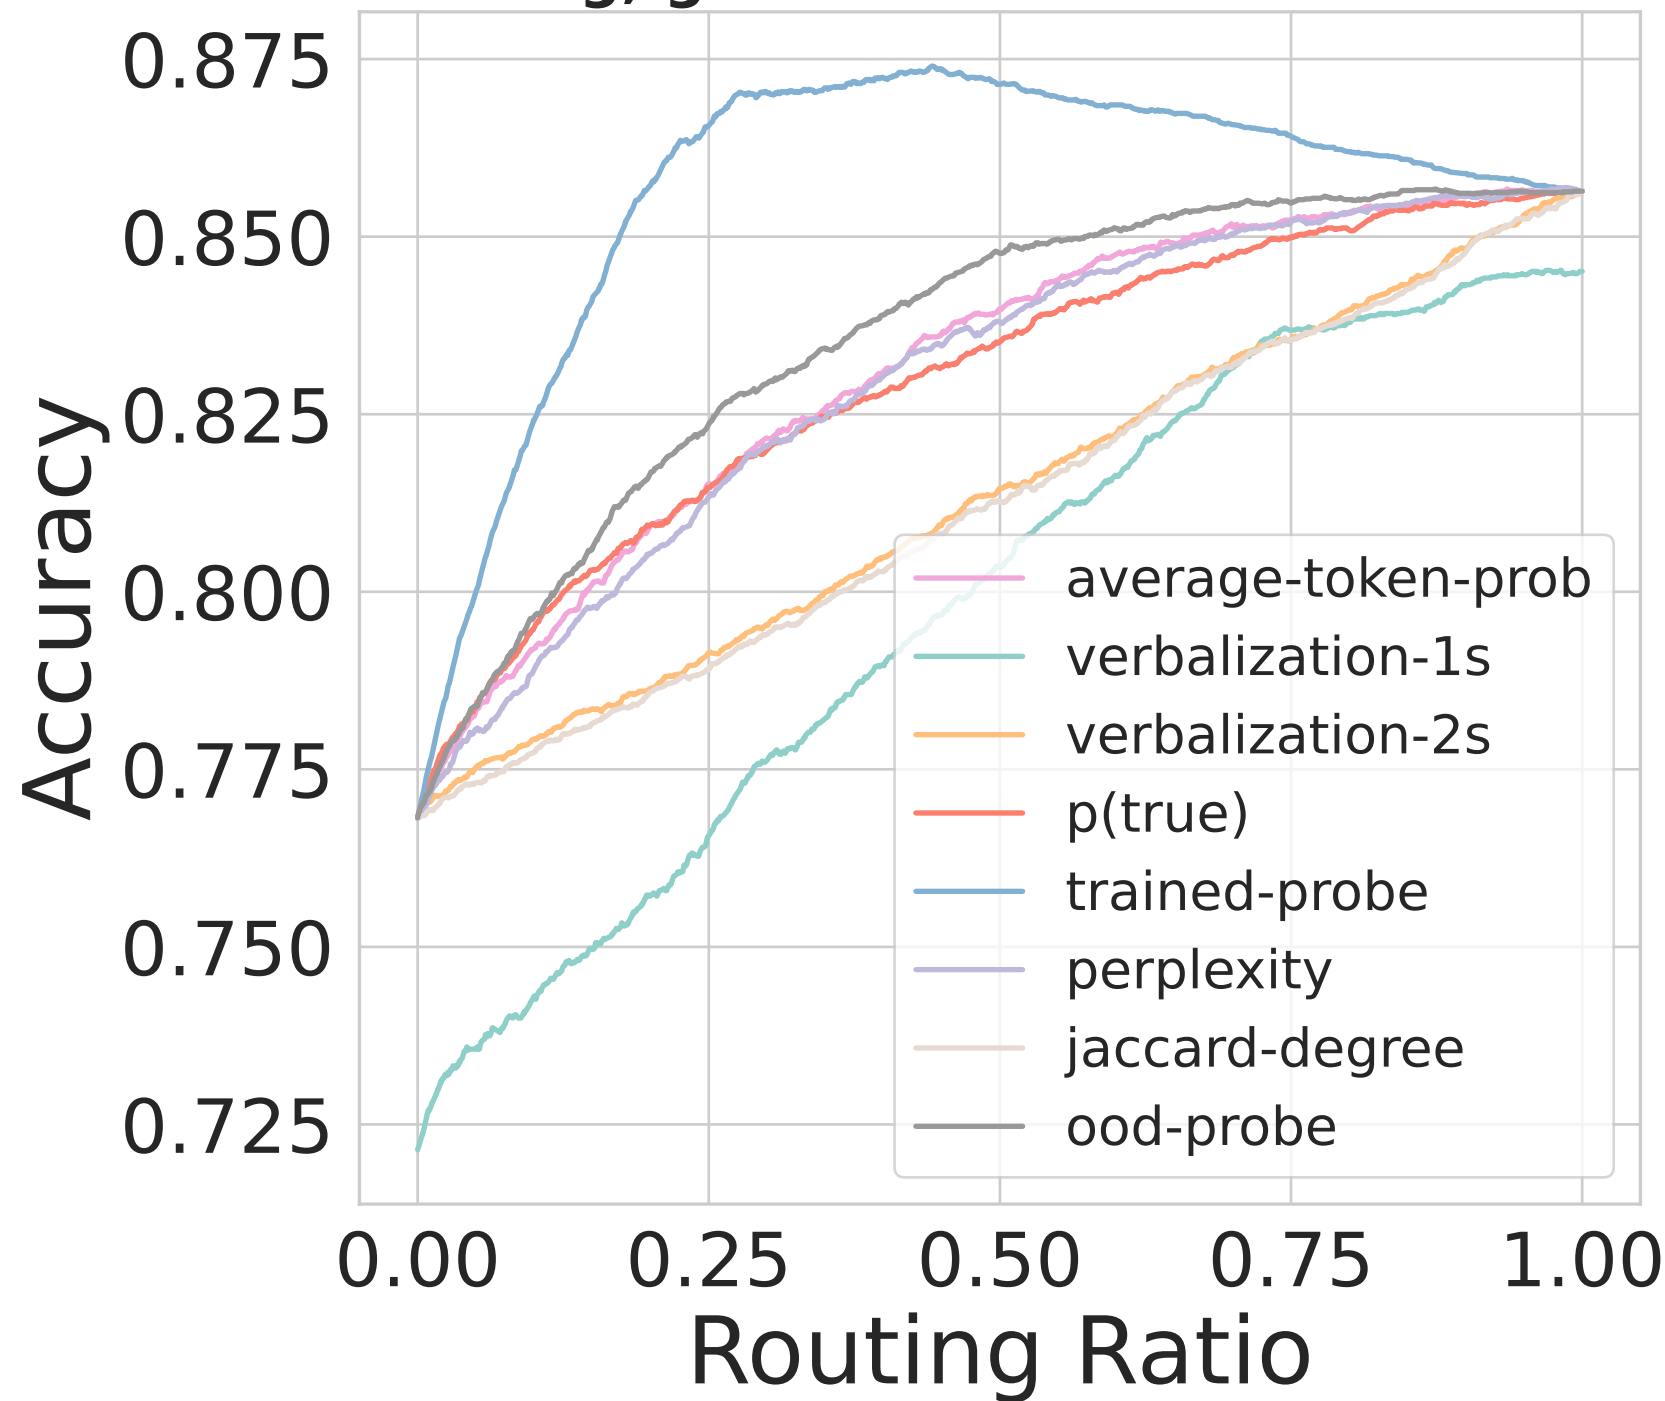 0.875
0.850
0.825
0.800
0.775
0.750
0.725
Accuracy
average-token-prob
verbalization-1s
verbalization-2s
p(true)
trained-probe
perplexity
jaccard-degree
ood-probe
0.00 0.25 0.50 0.75 1.00
Routing Ratio